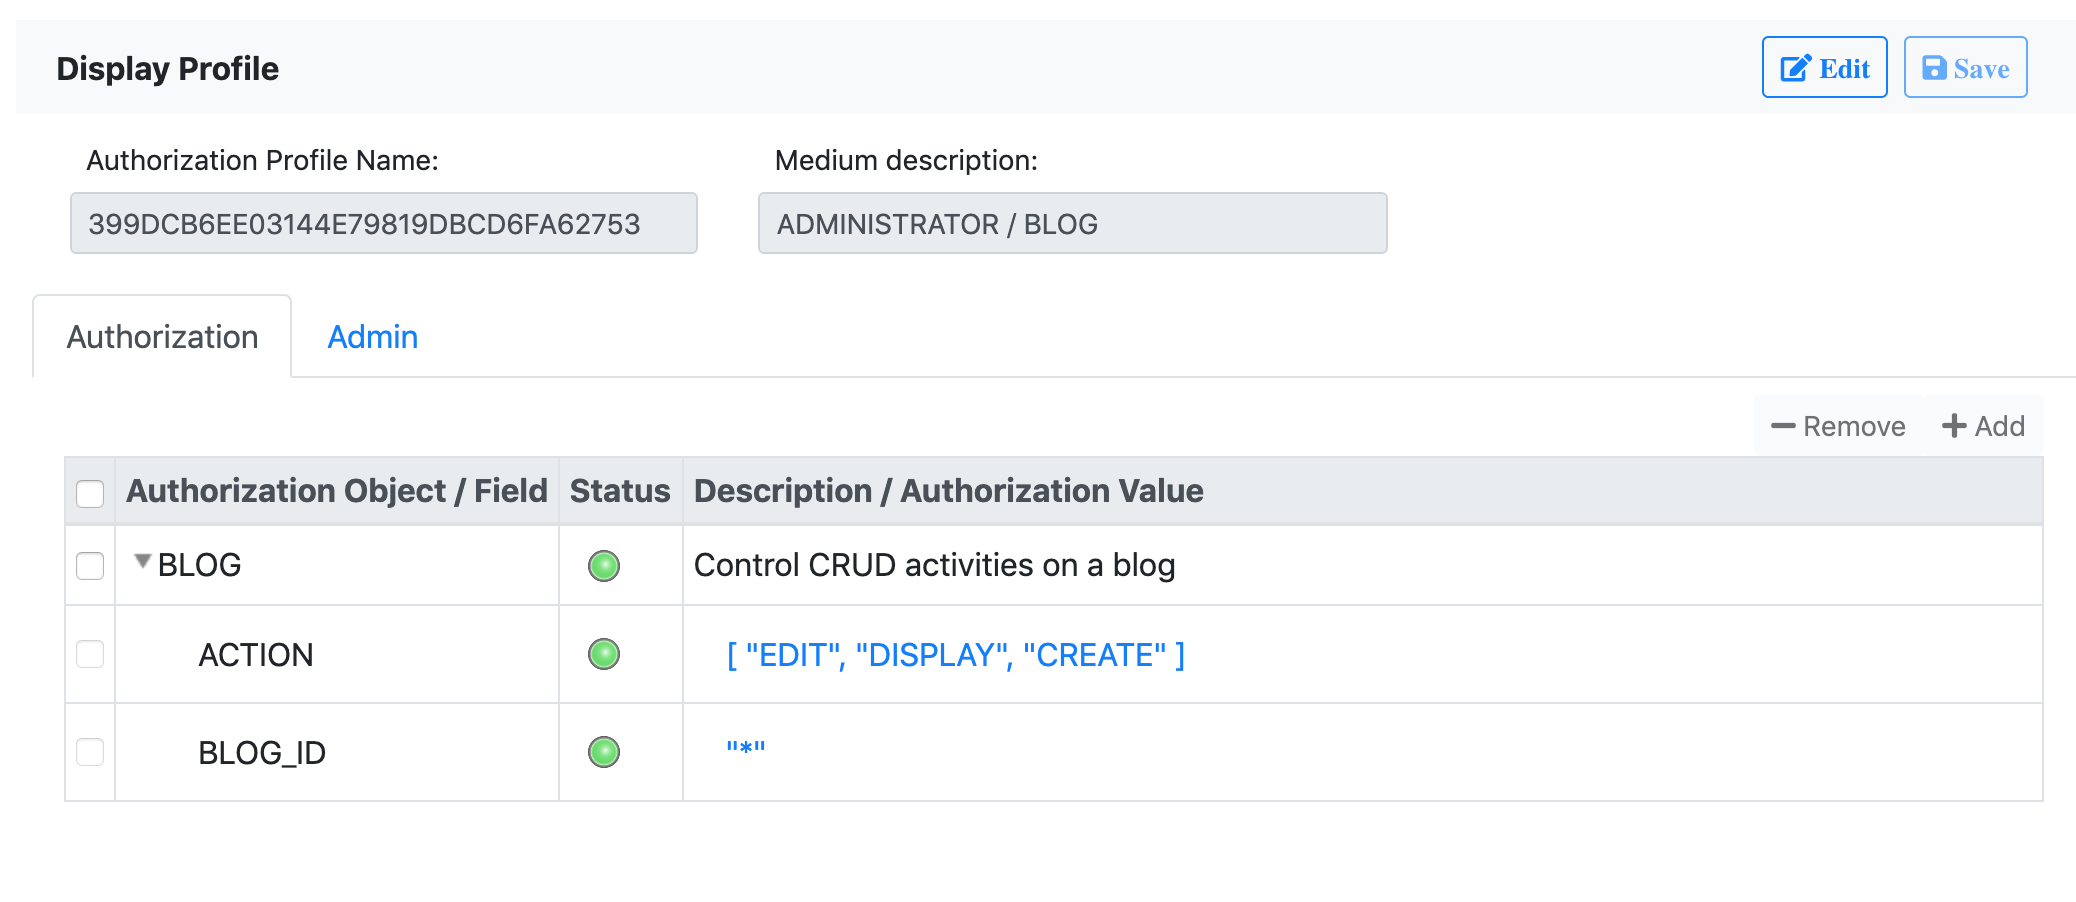 Display Profile
Edit Save
Authorization Profile Name: Medium description:
399DCB6EE03144E79819DBCD6FA62753 ADMINISTRATOR / BLOG
Authorization Admin
Remove Add
Authorization Object / Field Status Description / Authorization Value
BLOG Control CRUD activities on a blog
ACTION [ "EDIT", "DISPLAY", "CREATE" ]
BLOG_ID "*"